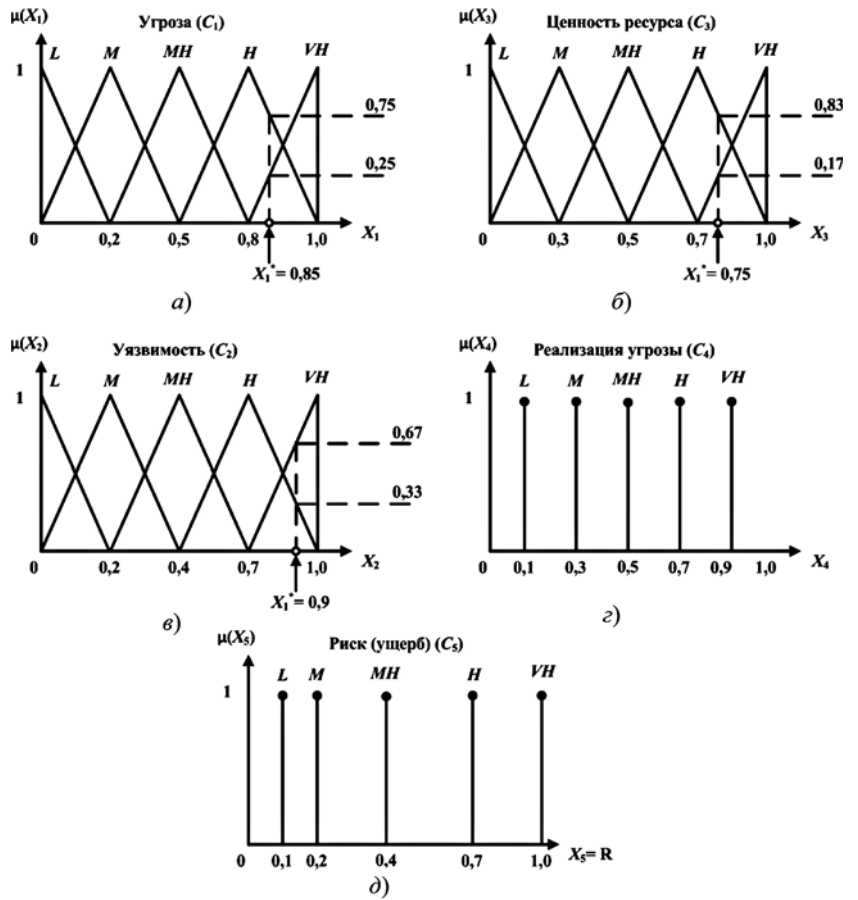 μ(X₁) Угроза (C₁)
L M MH H VH
1
0,75
0,25
0 0,2 0,5 0,8 1,0 X₁
X₁* = 0,85
а)
μ(X₃) Ценность ресурса (C₃)
L M MH H VH
1
0,83
0,17
0 0,3 0,5 0,7 1,0 X₃
X₁* = 0,75
б)
μ(X₂) Уязвимость (C₂)
L M MH H VH
1
0,67
0,33
0 0,2 0,4 0,7 1,0 X₂
X₁* = 0,9
в)
μ(X₄) Реализация угрозы (C₄)
L M MH H VH
1
0 0,1 0,3 0,5 0,7 0,9 1,0 X₄
г)
μ(X₅) Риск (ущерб) (C₅)
L M MH H VH
1
0 0,1 0,2 0,4 0,7 1,0 X₅= R
д)